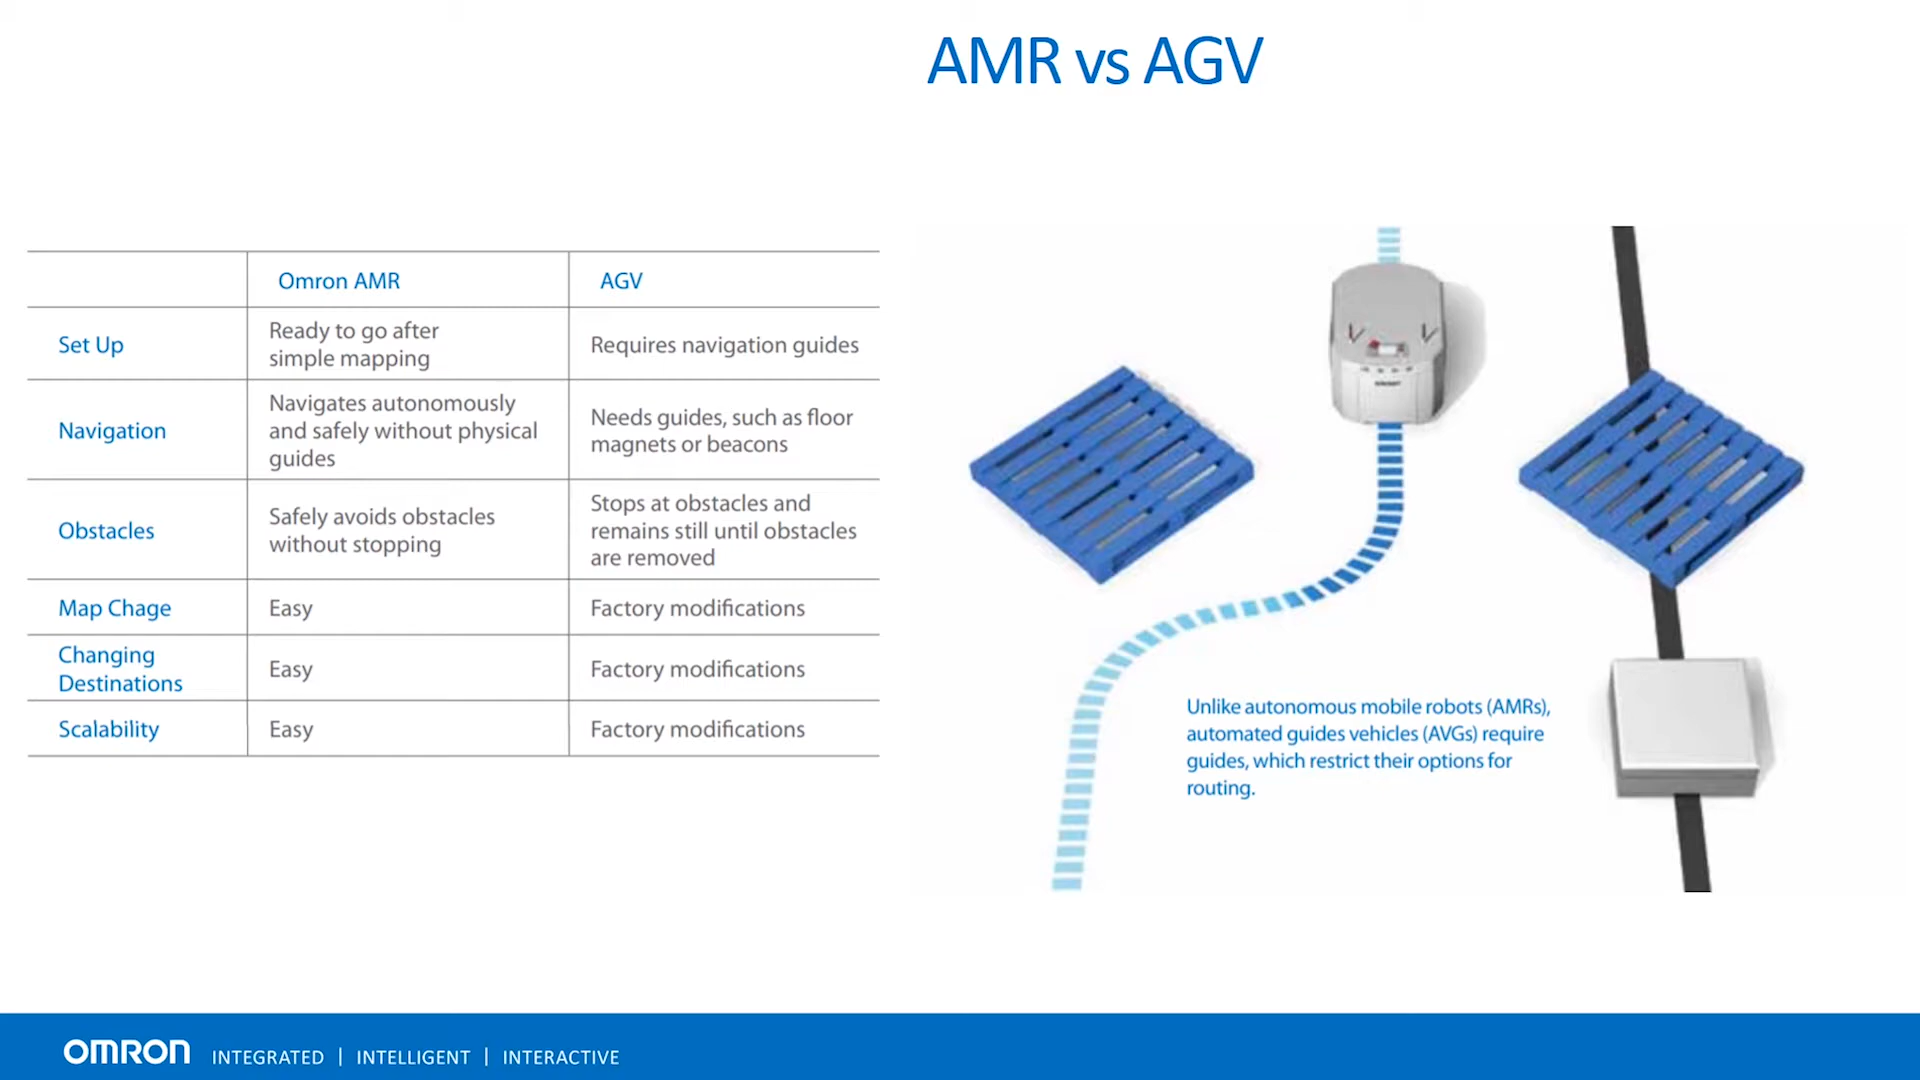 AMR vs AGV
Omron AMR
AGV
Set Up
Ready to go after
simple mapping
Requires navigation guides
Navigation
Navigates autonomously
and safely without physical
guides
Needs guides, such as floor
magnets or beacons
Obstacles
Safely avoids obstacles
without stopping
Stops at obstacles and
remains still until obstacles
are removed
Map Chage
Easy
Factory modifications
Changing
Destinations
Easy
Factory modifications
Scalability
Easy
Factory modifications
Unlike autonomous mobile robots (AMRs),
automated guides vehicles (AVGs) require
guides, which restrict their options for
routing.
OMRON INTEGRATED | INTELLIGENT | INTERACTIVE